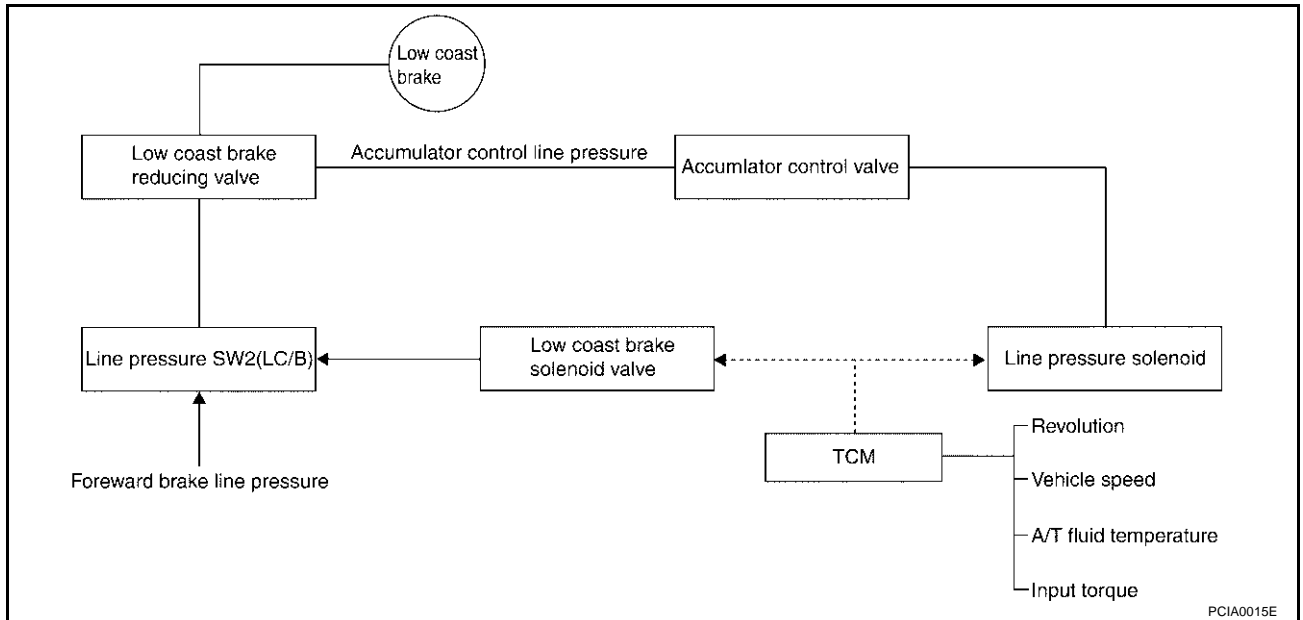 Low coast
brake
Low coast brake
reducing valve
Accumulator control line pressure
Accumlator control valve
Line pressure SW2(LC/B)
Low coast brake
solenoid valve
Line pressure solenoid
Foreward brake line pressure
TCM
Revolution
Vehicle speed
A/T fluid temperature
Input torque
PCIA0015E